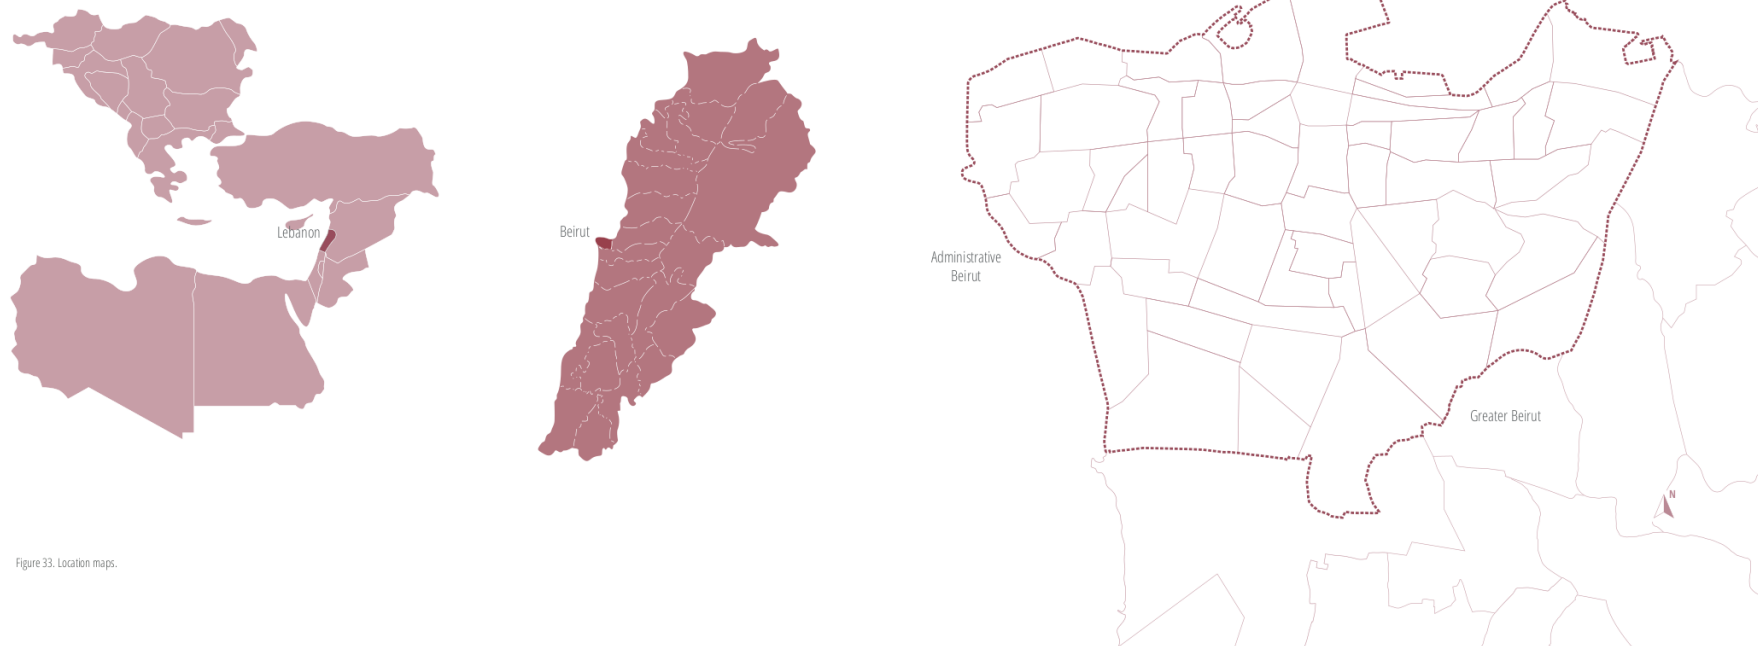 Lebanon
Beirut
Administrative
Beirut
Greater Beirut
N
Figure 33. Location maps.